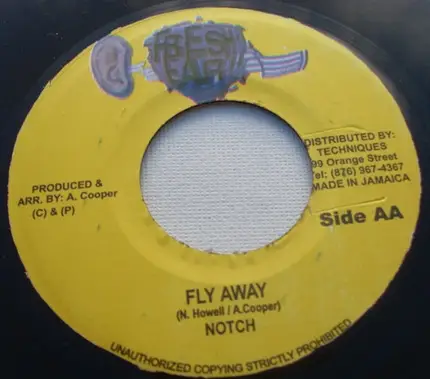 FRESH
EAR
PRODUCED &
ARR. BY: A. Cooper
(C) & (P)
DISTRIBUTED BY:
TECHNIQUES
99 Orange Street
Tel: (876) 967-4367
MADE IN JAMAICA
Side AA
FLY AWAY
(N. Howell / A.Cooper)
NOTCH
UNAUTHORIZED COPYING STRICTLY PROHIBITED